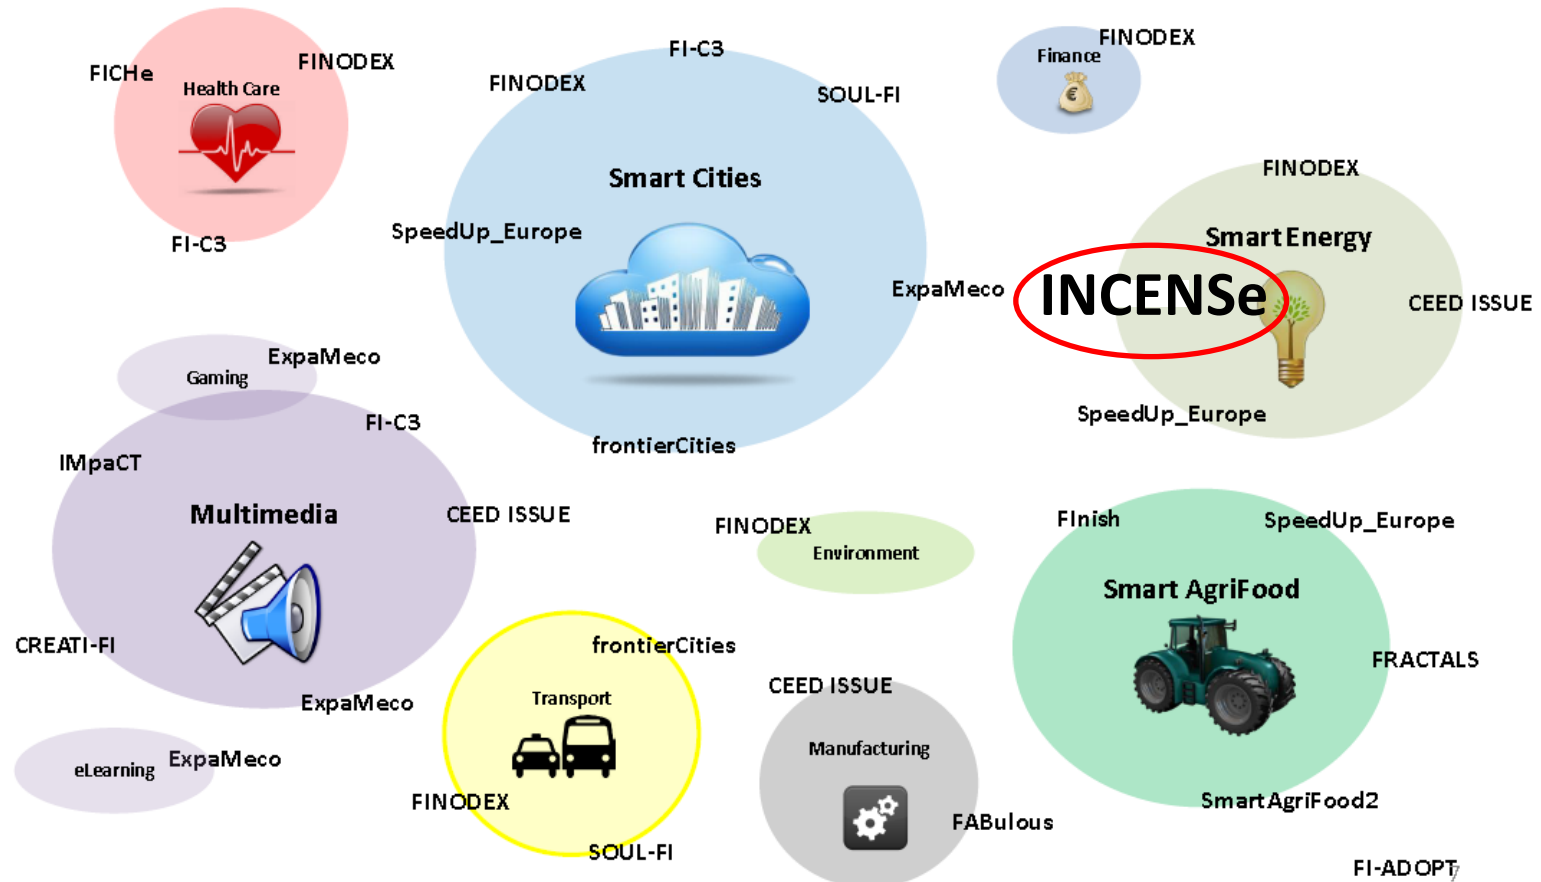 FICHe
FINODEX
Health Care
FI-C3
FI-C3
FINODEX
SOUL-FI
Smart Cities
SpeedUp_Europe
ExpaMeco
frontierCities
FINODEX
Finance
€
FINODEX
Smart Energy
INCENSe
CEED ISSUE
SpeedUp_Europe
ExpaMeco
Gaming
FI-C3
IMpaCT
Multimedia
CEED ISSUE
CREATI-FI
ExpaMeco
eLearning
ExpaMeco
FINODEX
Environment
frontierCities
Transport
FINODEX
SOUL-FI
CEED ISSUE
Manufacturing
FABulous
FInish
SpeedUp_Europe
Smart AgriFood
FRACTALS
SmartAgriFood2
FI-ADOPT
7